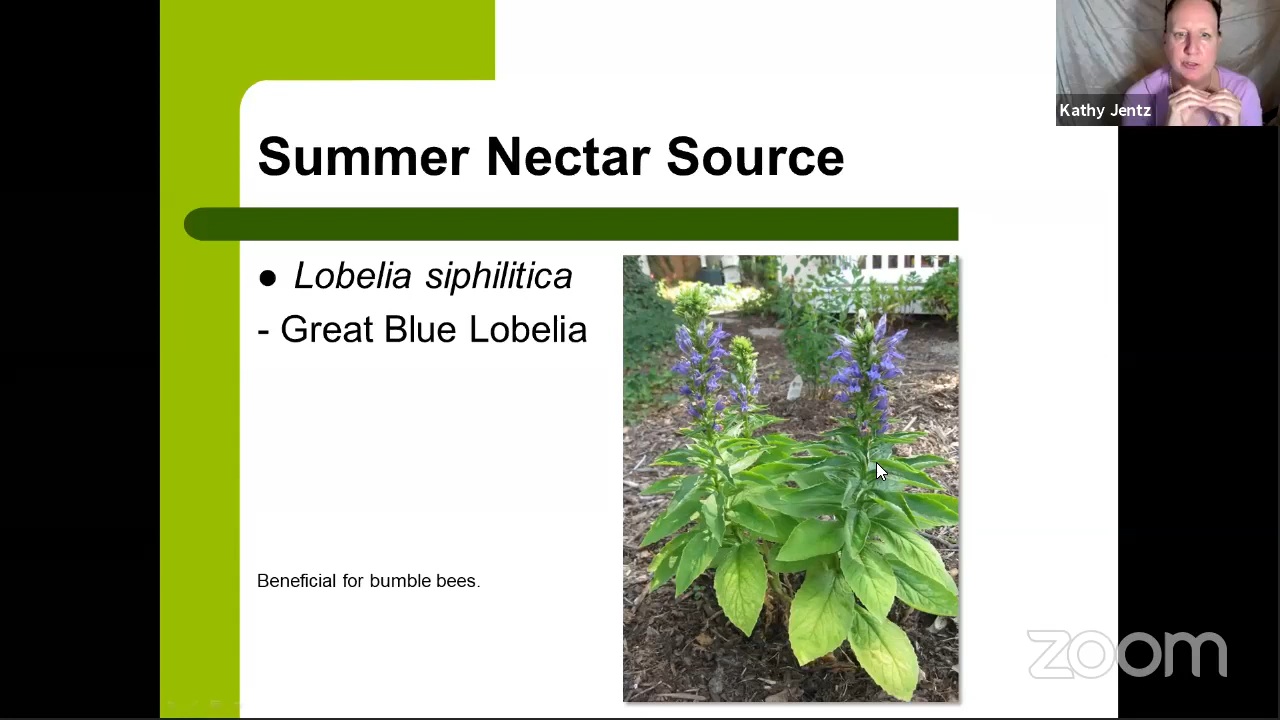 Kathy Jentz
Summer Nectar Source
● Lobelia siphilitica
- Great Blue Lobelia
Beneficial for bumble bees.
zoom